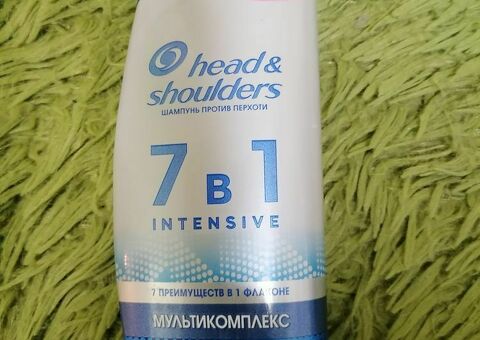 head &
shoulders
ШАМПУНЬ ПРОТИВ ПЕРХОТИ
7 в 1
INTENSIVE
7 ПРЕИМУЩЕСТВ В 1 ФЛАКОНЕ
МУЛЬТИКОМПЛЕКС